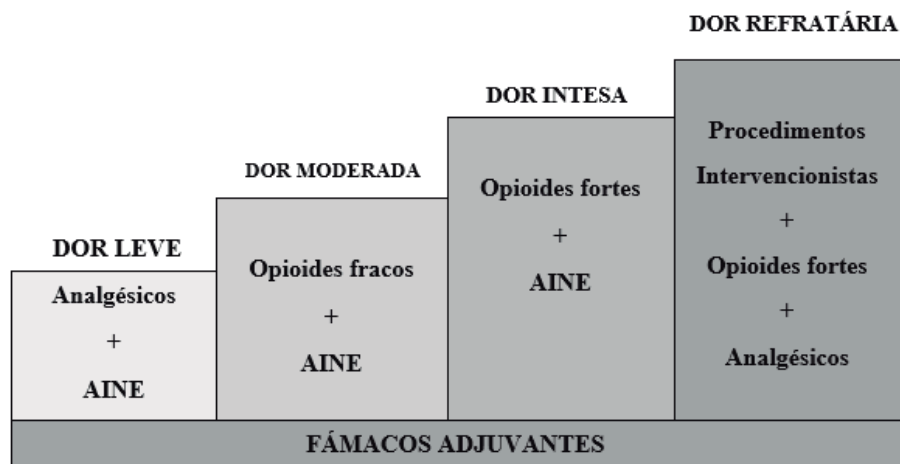 DOR LEVE
Analgésicos
+
AINE
DOR MODERADA
Opioides fracos
+
AINE
DOR INTESA
Opioides fortes
+
AINE
DOR REFRATÁRIA
Procedimentos
Intervencionistas
+
Opioides fortes
+
Analgésicos
FÁMACOS ADJUVANTES